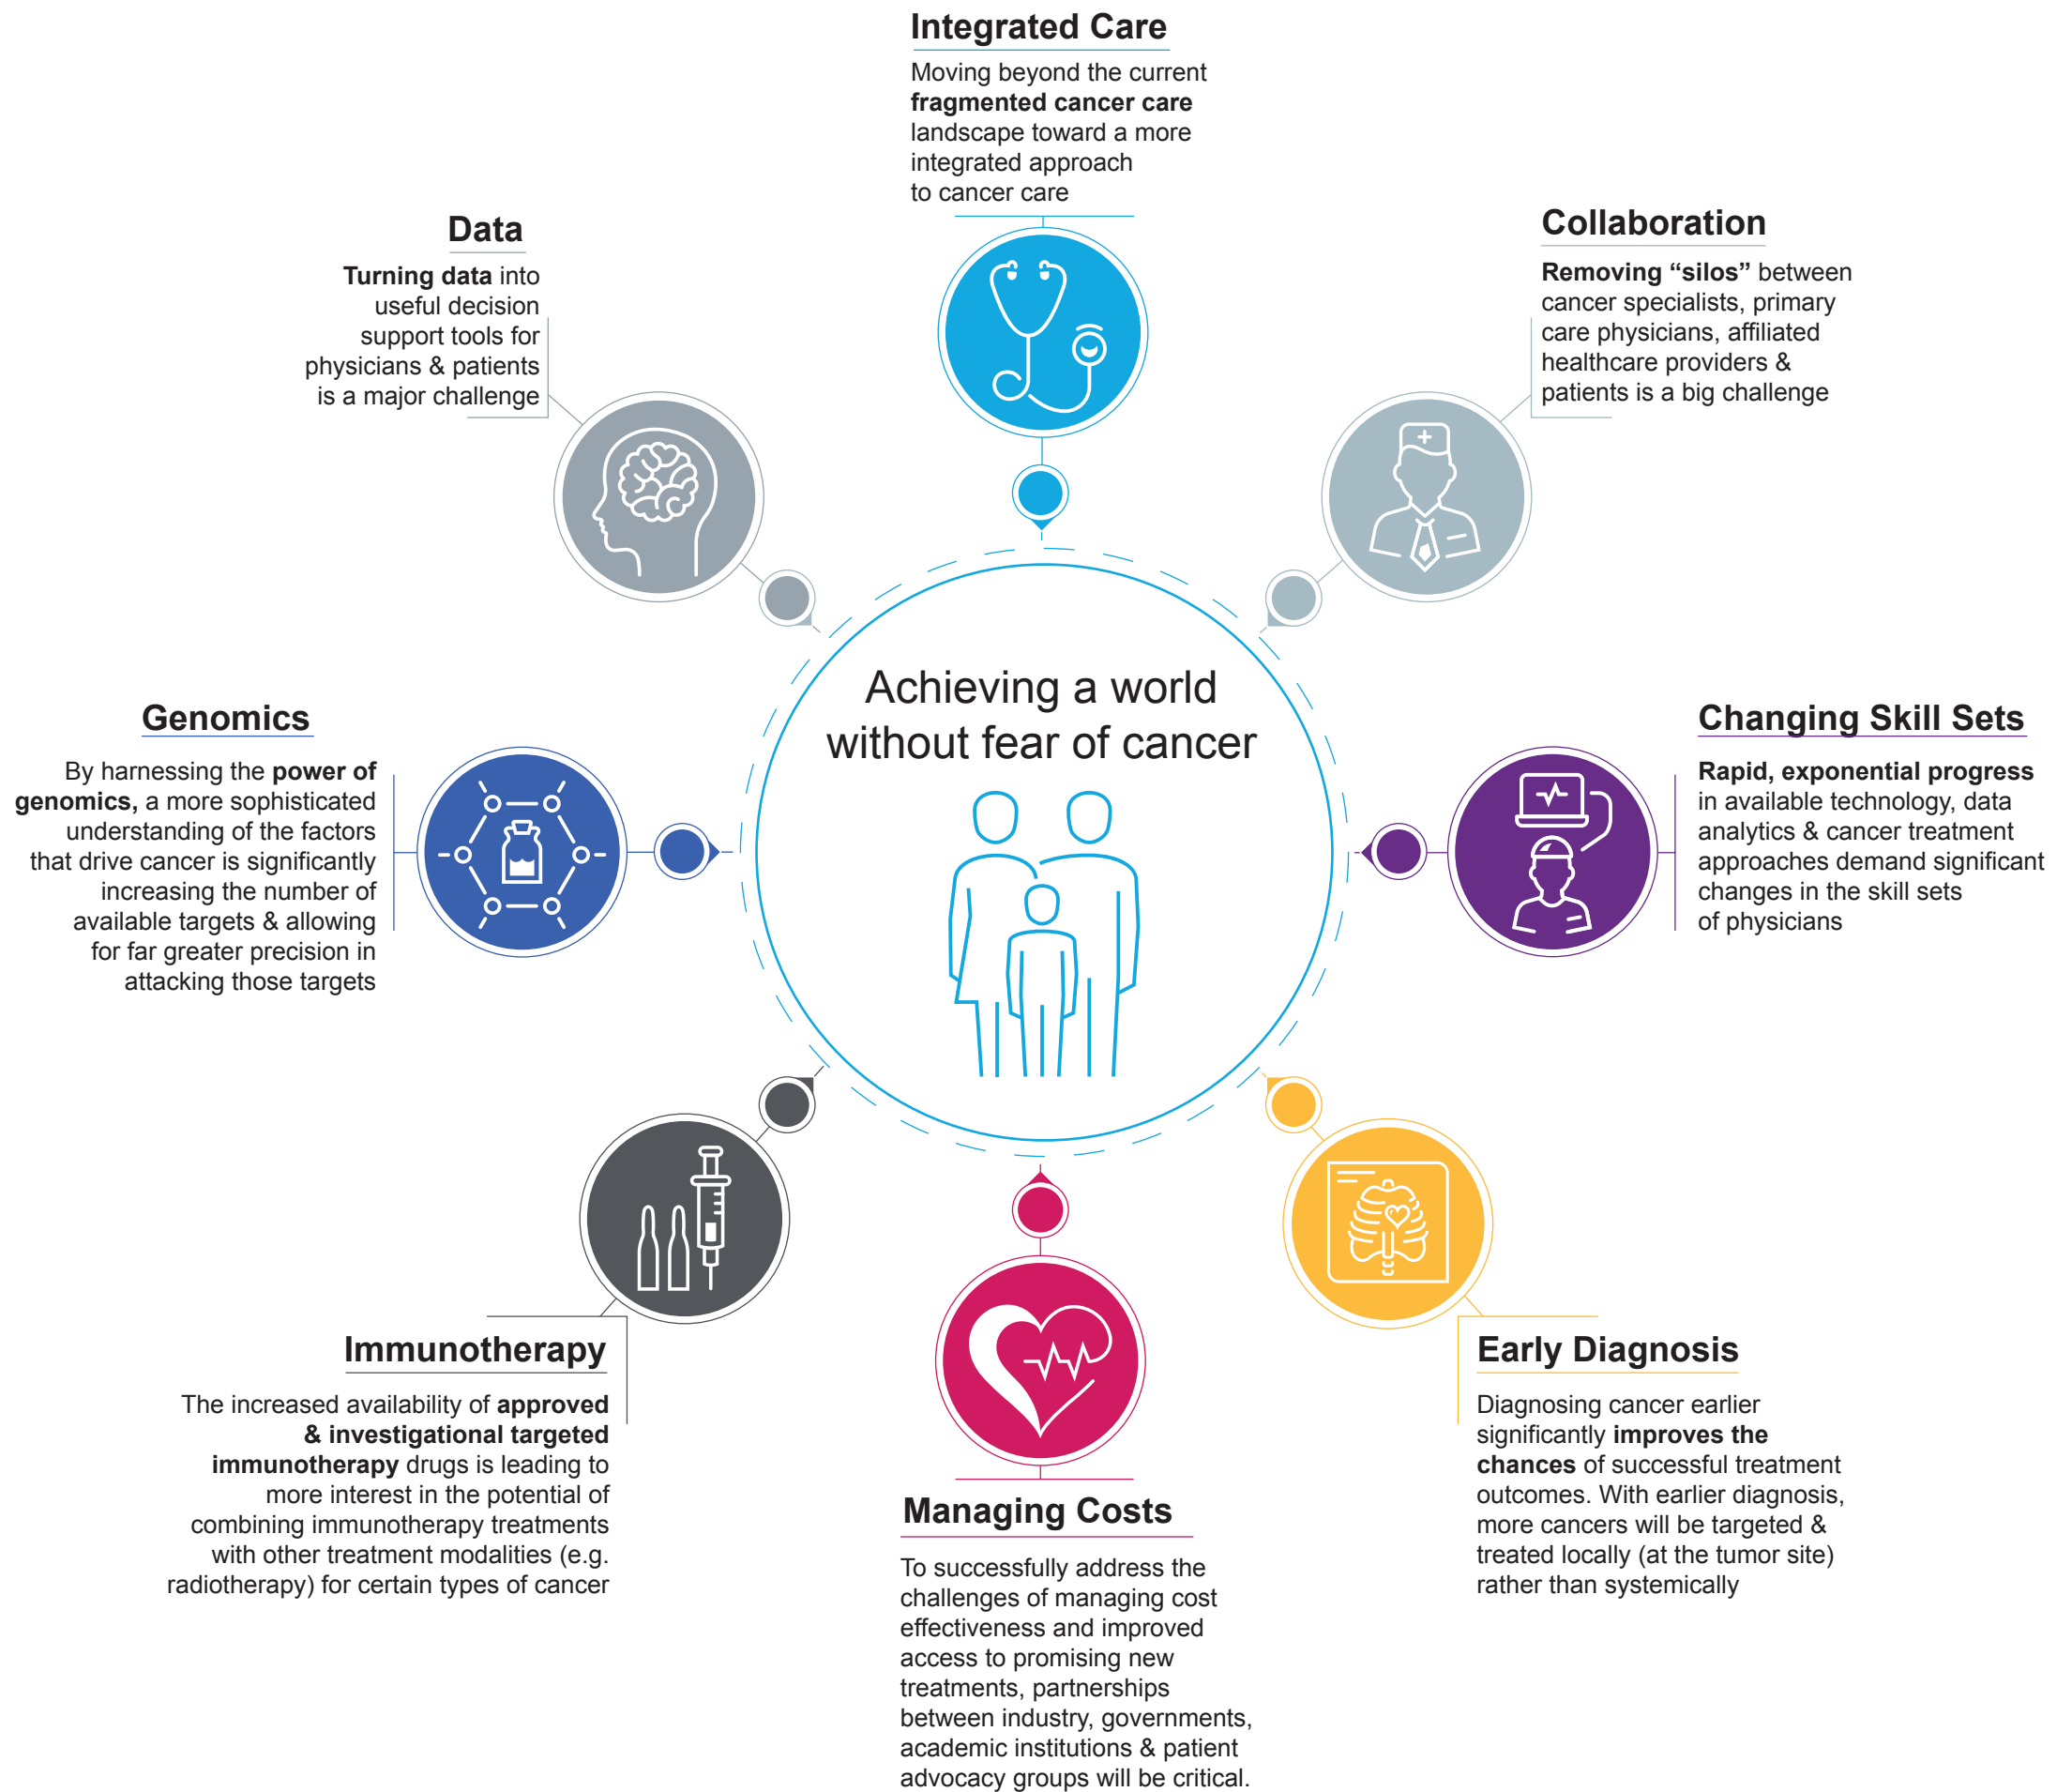 Integrated Care
Moving beyond the current
fragmented cancer care
landscape toward a more
integrated approach
to cancer care
Data
Turning data into
useful decision
support tools for
physicians & patients
is a major challenge
Collaboration
Removing “silos” between
cancer specialists, primary
care physicians, affiliated
healthcare providers &
patients is a big challenge
Achieving a world
without fear of cancer
Genomics
By harnessing the power of
genomics, a more sophisticated
understanding of the factors
that drive cancer is significantly
increasing the number of
available targets & allowing
for far greater precision in
attacking those targets
Changing Skill Sets
Rapid, exponential progress
in available technology, data
analytics & cancer treatment
approaches demand significant
changes in the skill sets
of physicians
Immunotherapy
The increased availability of approved
& investigational targeted
immunotherapy drugs is leading to
more interest in the potential of
combining immunotherapy treatments
with other treatment modalities (e.g.
radiotherapy) for certain types of cancer
Managing Costs
To successfully address the
challenges of managing cost
effectiveness and improved
access to promising new
treatments, partnerships
between industry, governments,
academic institutions & patient
advocacy groups will be critical.
Early Diagnosis
Diagnosing cancer earlier
significantly improves the
chances of successful treatment
outcomes. With earlier diagnosis,
more cancers will be targeted &
treated locally (at the tumor site)
rather than systemically